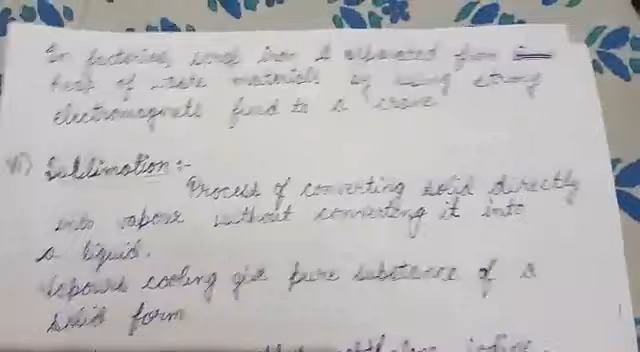 In factories, scrap iron is separated from
heap of waste materials by using strong
electromagnets fixed to a crane
vi) Sublimation :-
Process of converting solid directly
into vapour without converting it into
a liquid.
Vapours cooling give pure substance of a
solid form